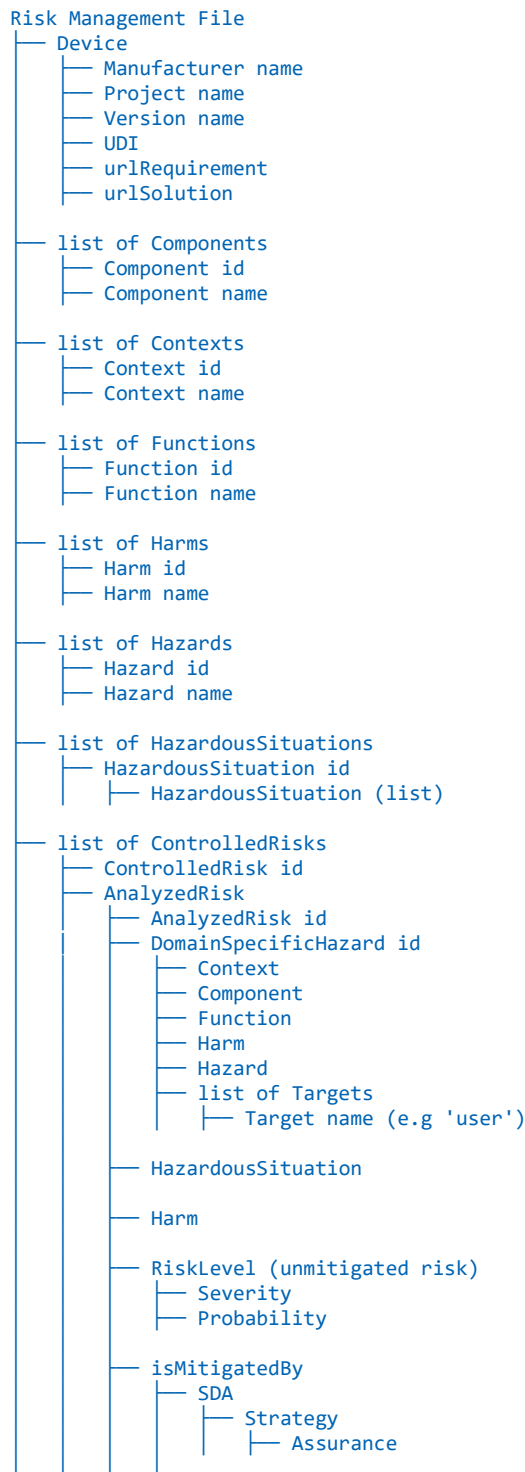 Risk Management File
Device
Manufacturer name
Project name
Version name
UDI
urlRequirement
urlSolution
list of Components
Component id
Component name
list of Contexts
Context id
Context name
list of Functions
Function id
Function name
list of Harms
Harm id
Harm name
list of Hazards
Hazard id
Hazard name
list of HazardousSituations
HazardousSituation id
HazardousSituation (list)
list of ControlledRisks
ControlledRisk id
AnalyzedRisk
AnalyzedRisk id
DomainSpecificHazard id
Context
Component
Function
Harm
Hazard
list of Targets
Target name (e.g 'user')
HazardousSituation
Harm
RiskLevel (unmitigated risk)
Severity
Probability
isMitigatedBy
SDA
Strategy
Assurance